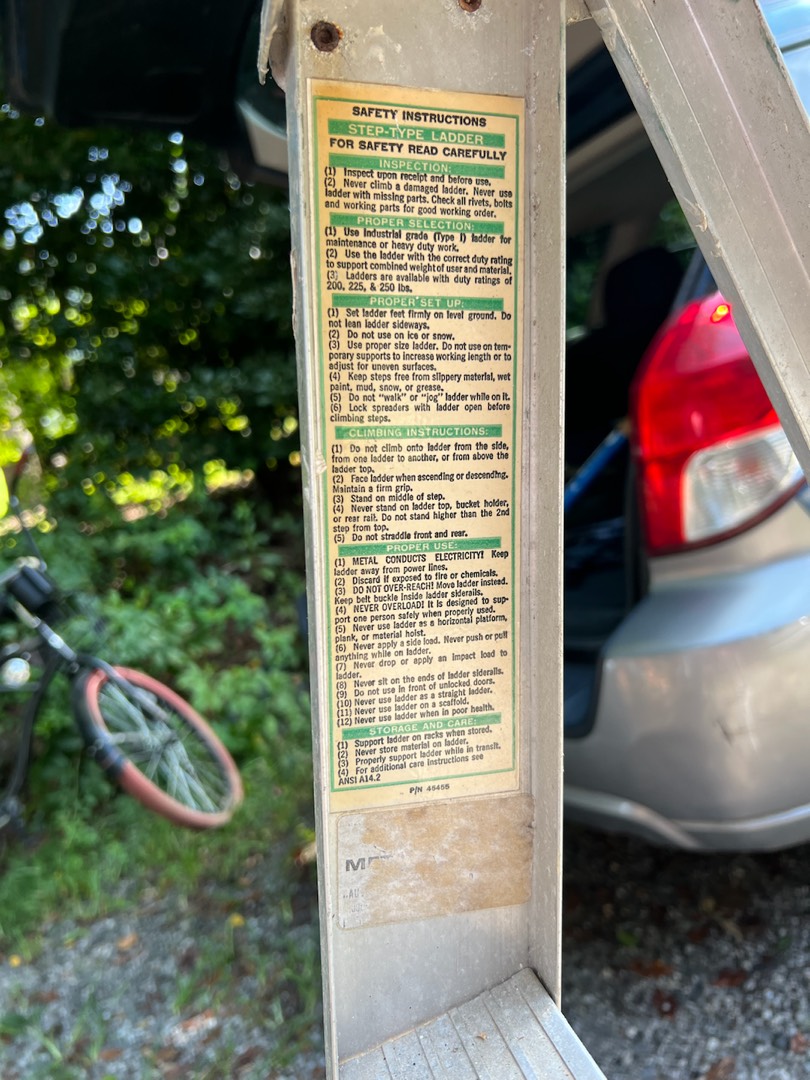 SAFETY INSTRUCTIONS
STEP-TYPE LADDER
FOR SAFETY READ CAREFULLY
INSPECTION:
(1) Inspect upon receipt and before use.
(2) Never climb a damaged ladder. Never use
ladder with missing parts. Check all rivets, bolts
and working parts for good working order.
PROPER SELECTION:
(1) Use Industrial grade (Type I) ladder for
maintenance or heavy duty work.
(2) Use the ladder with the correct duty rating
to support combined weight of user and material.
(3) Ladders are available with duty ratings of
200, 225, & 250 lbs.
PROPER SET UP:
(1) Set ladder feet firmly on level ground. Do
not lean ladder sideways.
(2) Do not use on ice or snow.
(3) Use proper size ladder. Do not use on tem-
porary supports to increase working length or to
adjust for uneven surfaces.
(4) Keep steps free from slippery material, wet
paint, mud, snow, or grease.
(5) Do not "walk" or "jog" ladder while on it.
(6) Lock spreaders with ladder open before
climbing steps.
CLIMBING INSTRUCTIONS:
(1) Do not climb onto ladder from the side,
from one ladder to another, or from above the
ladder top.
(2) Face ladder when ascending or descending.
Maintain a firm grip.
(3) Stand on middle of step.
(4) Never stand on ladder top, bucket holder,
or rear rail. Do not stand higher than the 2nd
step from top.
(5) Do not straddle front and rear.
PROPER USE:
(1) METAL CONDUCTS ELECTRICITY! Keep
ladder away from power lines.
(2) Discard if exposed to fire or chemicals.
(3) DO NOT OVER-REACH! Move ladder instead.
Keep belt buckle inside ladder siderails.
(4) NEVER OVERLOAD! It is designed to sup-
port one person safely when properly used.
(5) Never use ladder as a horizontal platform,
plank, or material hoist.
(6) Never apply a side load. Never push or pull
anything while on ladder.
(7) Never drop or apply an impact load to
ladder.
(8) Never sit on the ends of ladder siderails.
(9) Do not use in front of unlocked doors.
(10) Never use ladder as a straight ladder.
(11) Never use ladder on a scaffold.
(12) Never use ladder when in poor health.
STORAGE AND CARE:
(1) Support ladder on racks when stored.
(2) Never store material on ladder.
(3) Properly support ladder while in transit.
(4) For additional care instructions see
ANSI A14.2
P/N 45455